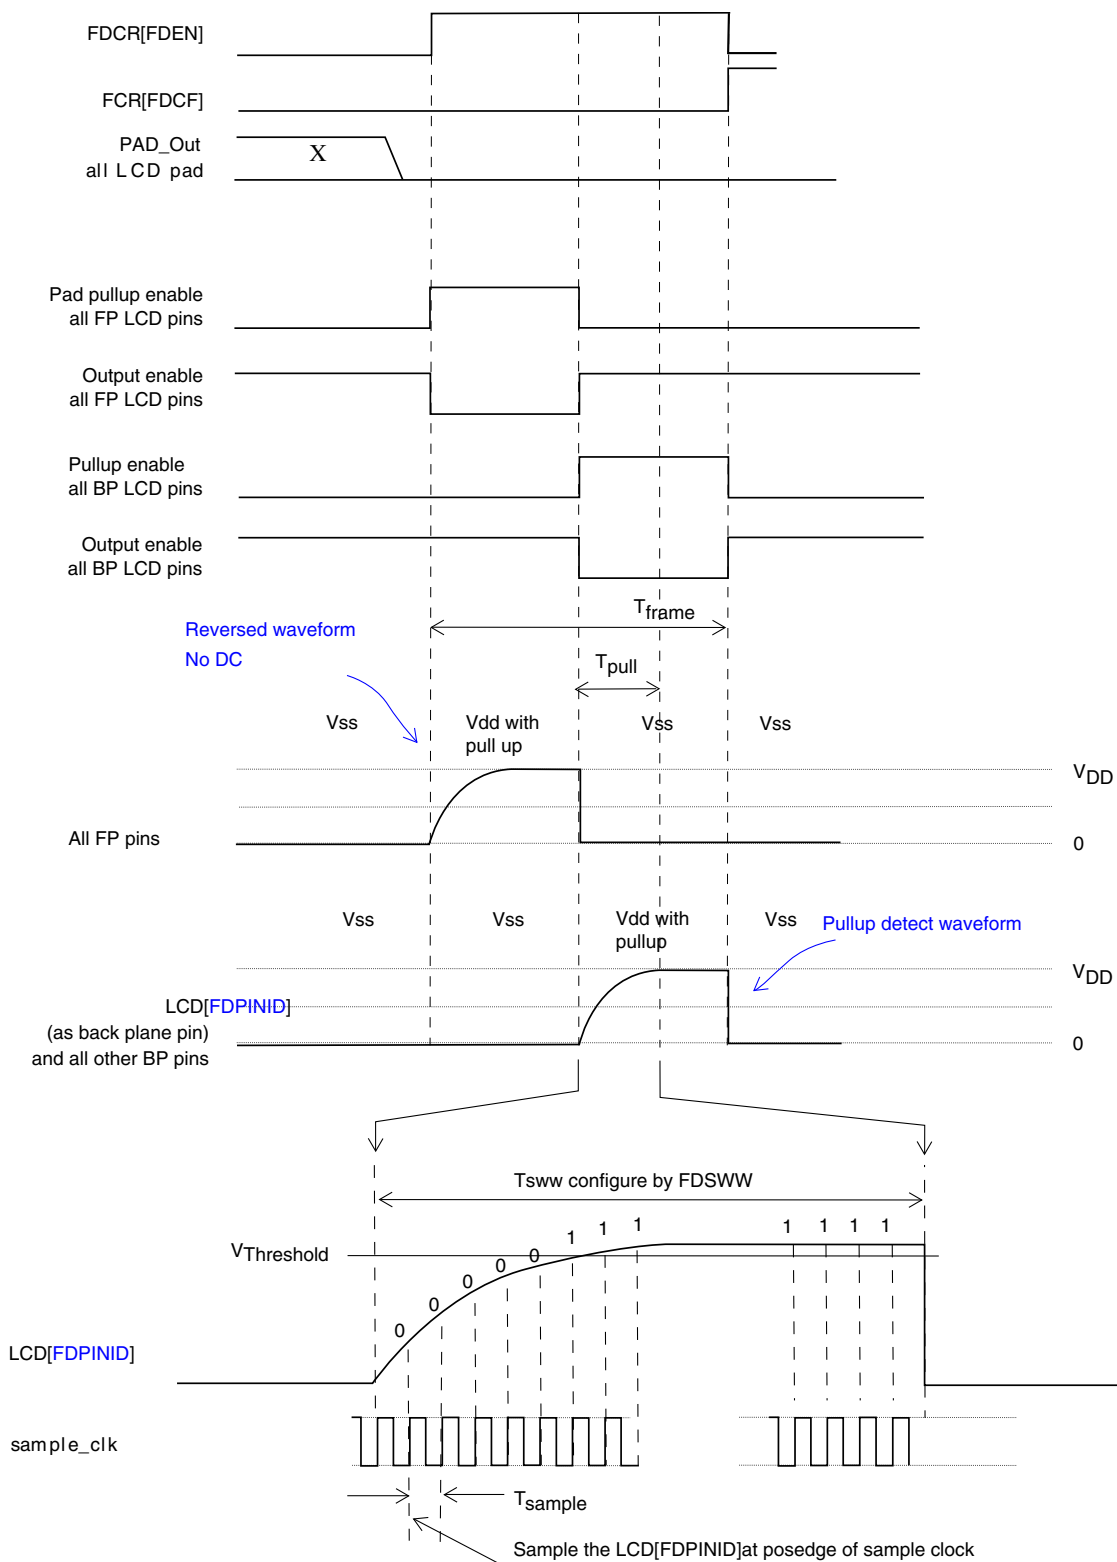 FDCR[FDEN]
FCR[FDCF]
PAD_Out
all LCD pad
X
Pad pullup enable
all FP LCD pins
Output enable
all FP LCD pins
Pullup enable
all BP LCD pins
Output enable
all BP LCD pins
Tframe
Reversed waveform
No DC
Tpull
Vss
Vdd with
pull up
Vss
Vss
VDD
All FP pins
0
Vss
Vss
Vdd with
pullup
Vss
Pullup detect waveform
VDD
LCD[FDPINID]
(as back plane pin)
and all other BP pins
0
Tsww configure by FDSWW
1 1 1 1 1 1 1
VThreshold
0 0 0 0 0
LCD[FDPINID]
sample_clk
Tsample
Sample the LCD[FDPINID]at posedge of sample clock